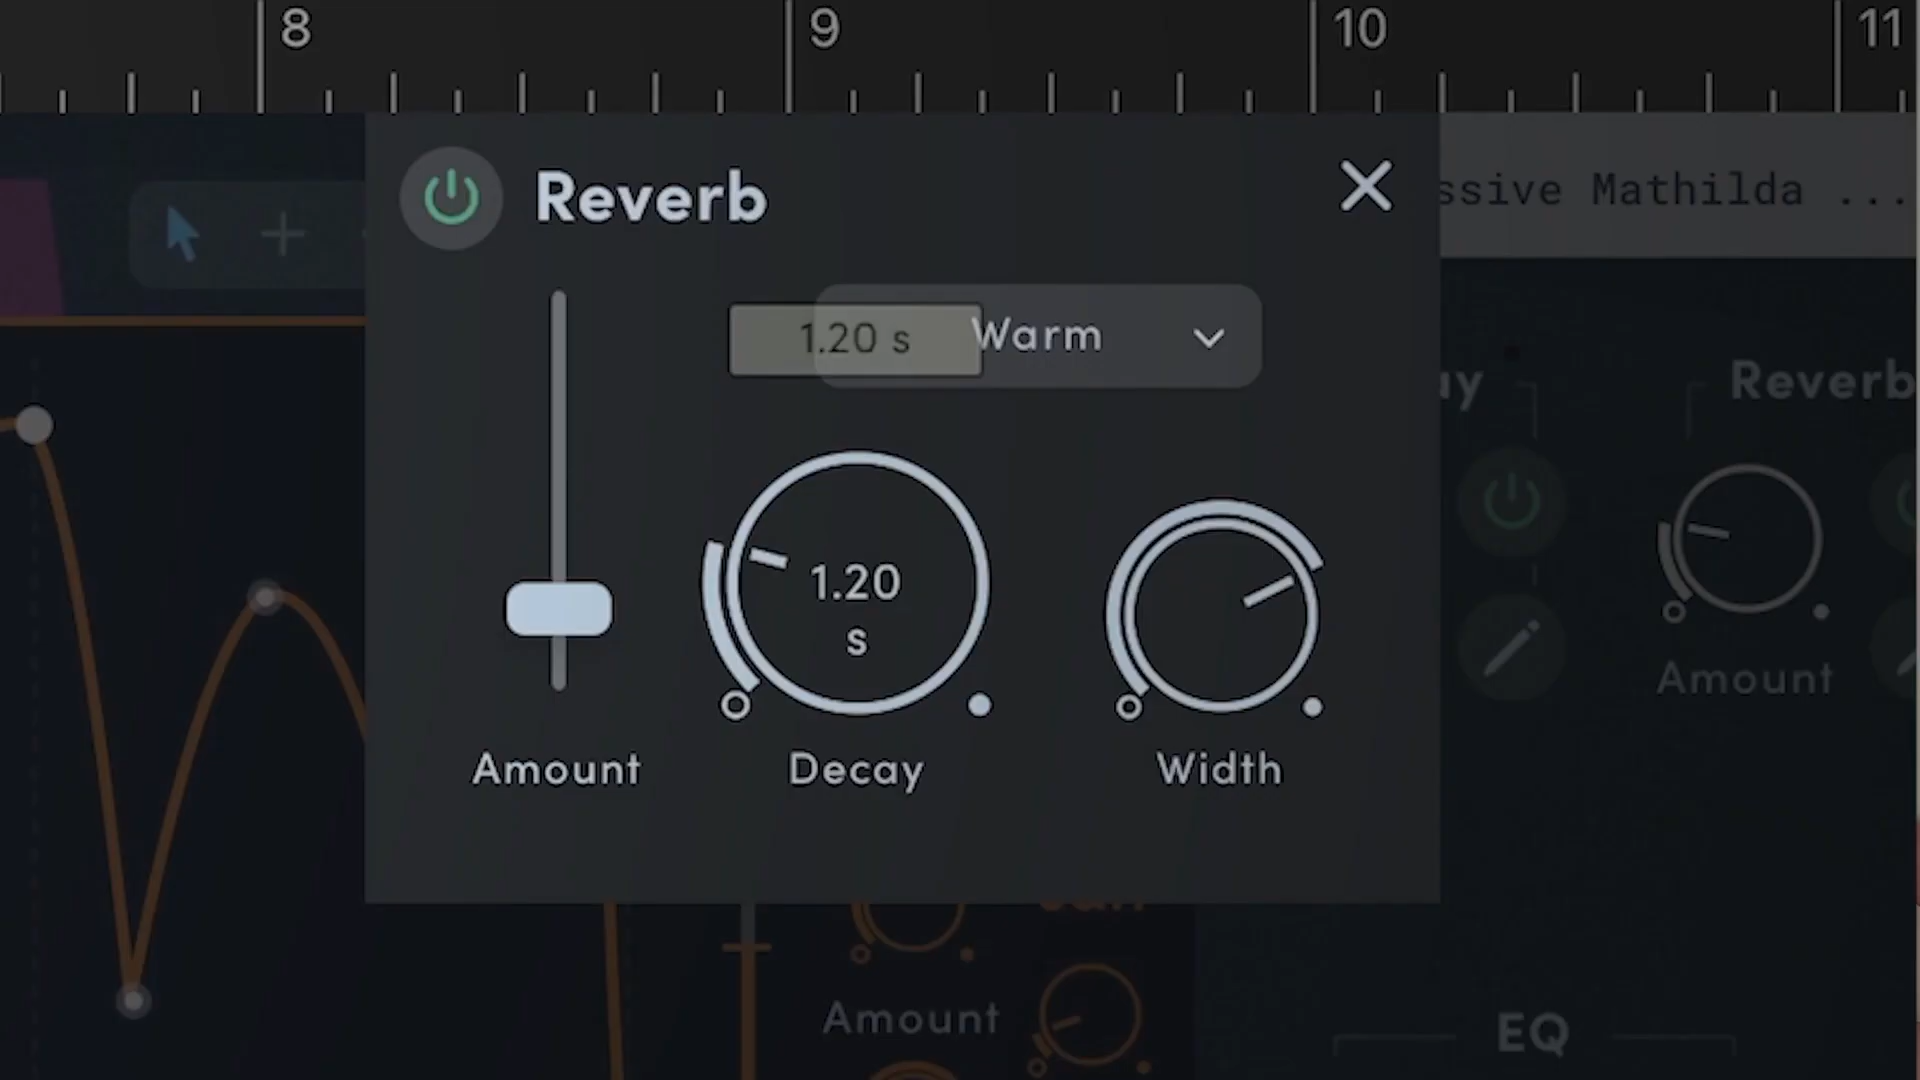 8 9 10 11
Reverb
ssive Mathilda ...
1.20 s
Warm
Reverb
1.20
s
Amount
Amount Decay Width
Amount
EQ